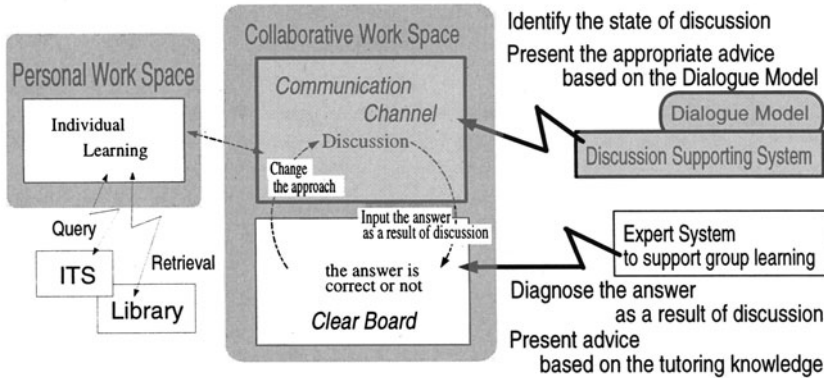 Personal Work Space
Individual
Learning
Query
Retrieval
ITS
Library
Collaborative Work Space
Communication
Channel
Discussion
Change
the approach
Input the answer
as a result of discussion
the answer is
correct or not
Clear Board
Identify the state of discussion
Present the appropriate advice
based on the Dialogue Model
Dialogue Model
Discussion Supporting System
Expert System
to support group learning
Diagnose the answer
as a result of discussion
Present advice
based on the tutoring knowledge